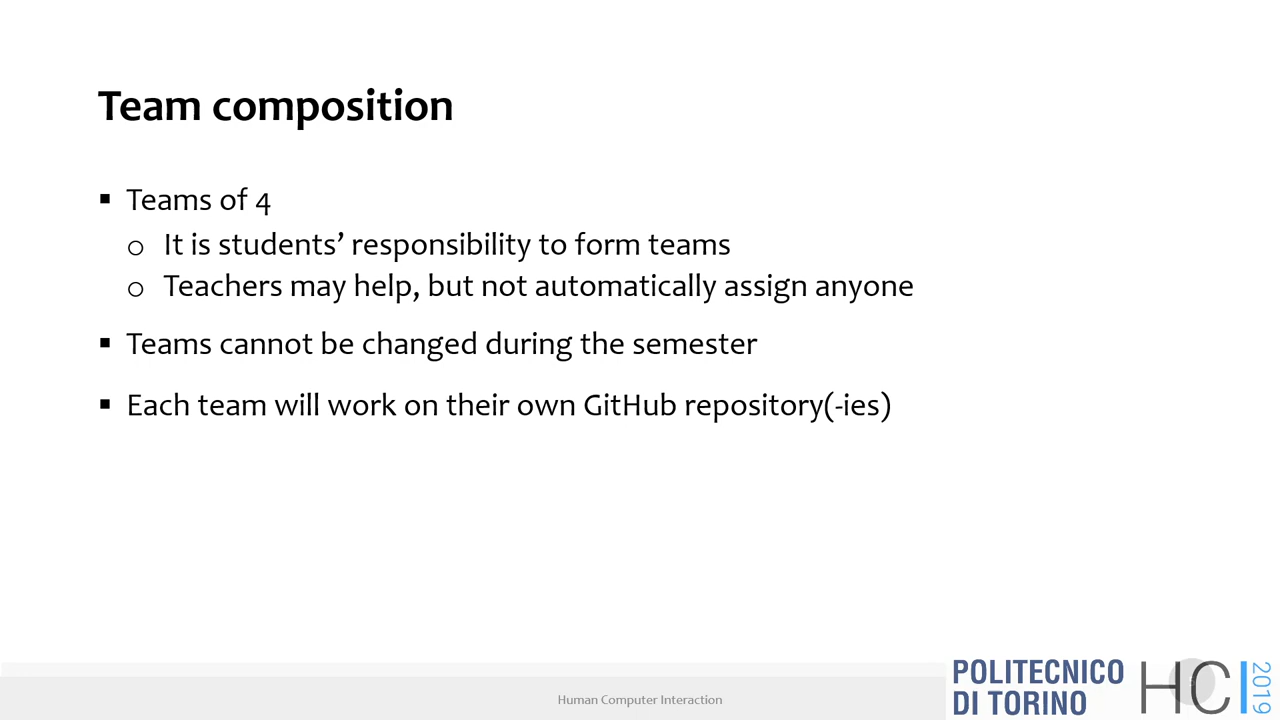 Team composition
▪ Teams of 4
o It is students’ responsibility to form teams
o Teachers may help, but not automatically assign anyone
▪ Teams cannot be changed during the semester
▪ Each team will work on their own GitHub repository(-ies)
Human Computer Interaction
POLITECNICO
DI TORINO
HCI
2019